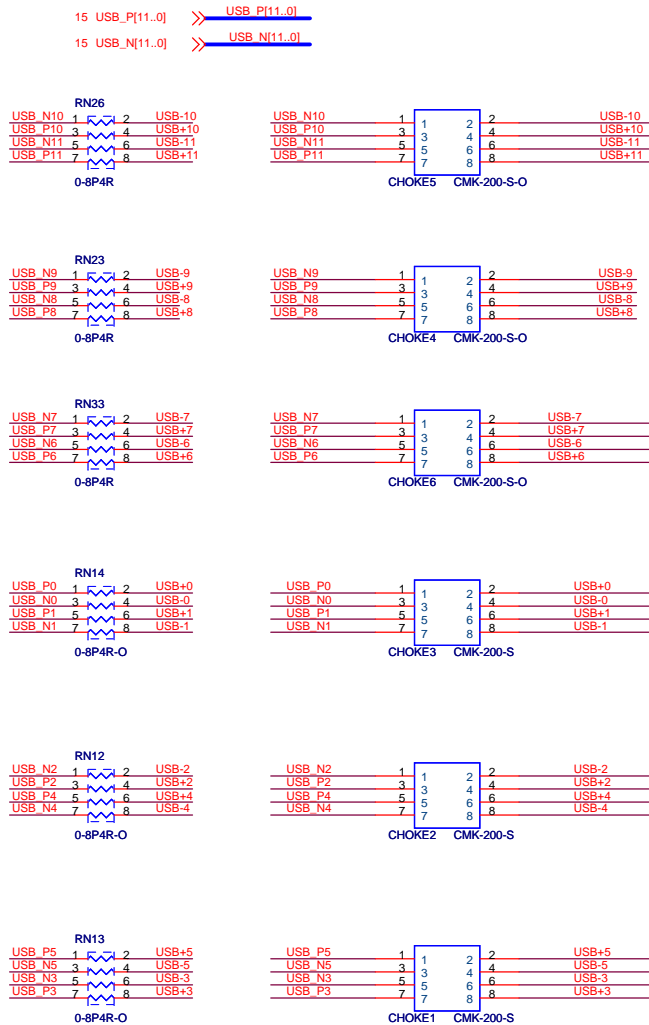 15 USB_P[11..0] USB_P[11..0]
15 USB_N[11..0] USB_N[11..0]
RN26
USB_N10 1 2 USB-10 USB_N10 1 1 2 2 USB-10
USB_P10 3 4 USB+10 USB_P10 3 3 4 4 USB+10
USB_N11 5 6 USB-11 USB_N11 5 5 6 6 USB-11
USB_P11 7 8 USB+11 USB_P11 7 7 8 8 USB+11
0-8P4R CHOKE5 CMK-200-S-O
RN23
USB_N9 1 2 USB-9 USB_N9 1 1 2 2 USB-9
USB_P9 3 4 USB+9 USB_P9 3 3 4 4 USB+9
USB_N8 5 6 USB-8 USB_N8 5 5 6 6 USB-8
USB_P8 7 8 USB+8 USB_P8 7 7 8 8 USB+8
0-8P4R CHOKE4 CMK-200-S-O
RN33
USB_N7 1 2 USB-7 USB_N7 1 1 2 2 USB-7
USB_P7 3 4 USB+7 USB_P7 3 3 4 4 USB+7
USB_N6 5 6 USB-6 USB_N6 5 5 6 6 USB-6
USB_P6 7 8 USB+6 USB_P6 7 7 8 8 USB+6
0-8P4R CHOKE6 CMK-200-S-O
RN14
USB_P0 1 2 USB+0 USB_P0 1 1 2 2 USB+0
USB_N0 3 4 USB-0 USB_N0 3 3 4 4 USB-0
USB_P1 5 6 USB+1 USB_P1 5 5 6 6 USB+1
USB_N1 7 8 USB-1 USB_N1 7 7 8 8 USB-1
0-8P4R-O CHOKE3 CMK-200-S
RN12
USB_N2 1 2 USB-2 USB_N2 1 1 2 2 USB-2
USB_P2 3 4 USB+2 USB_P2 3 3 4 4 USB+2
USB_P4 5 6 USB+4 USB_P4 5 5 6 6 USB+4
USB_N4 7 8 USB-4 USB_N4 7 7 8 8 USB-4
0-8P4R-O CHOKE2 CMK-200-S
RN13
USB_P5 1 2 USB+5 USB_P5 1 1 2 2 USB+5
USB_N5 3 4 USB-5 USB_N5 3 3 4 4 USB-5
USB_N3 5 6 USB-3 USB_N3 5 5 6 6 USB-3
USB_P3 7 8 USB+3 USB_P3 7 7 8 8 USB+3
0-8P4R-O CHOKE1 CMK-200-S